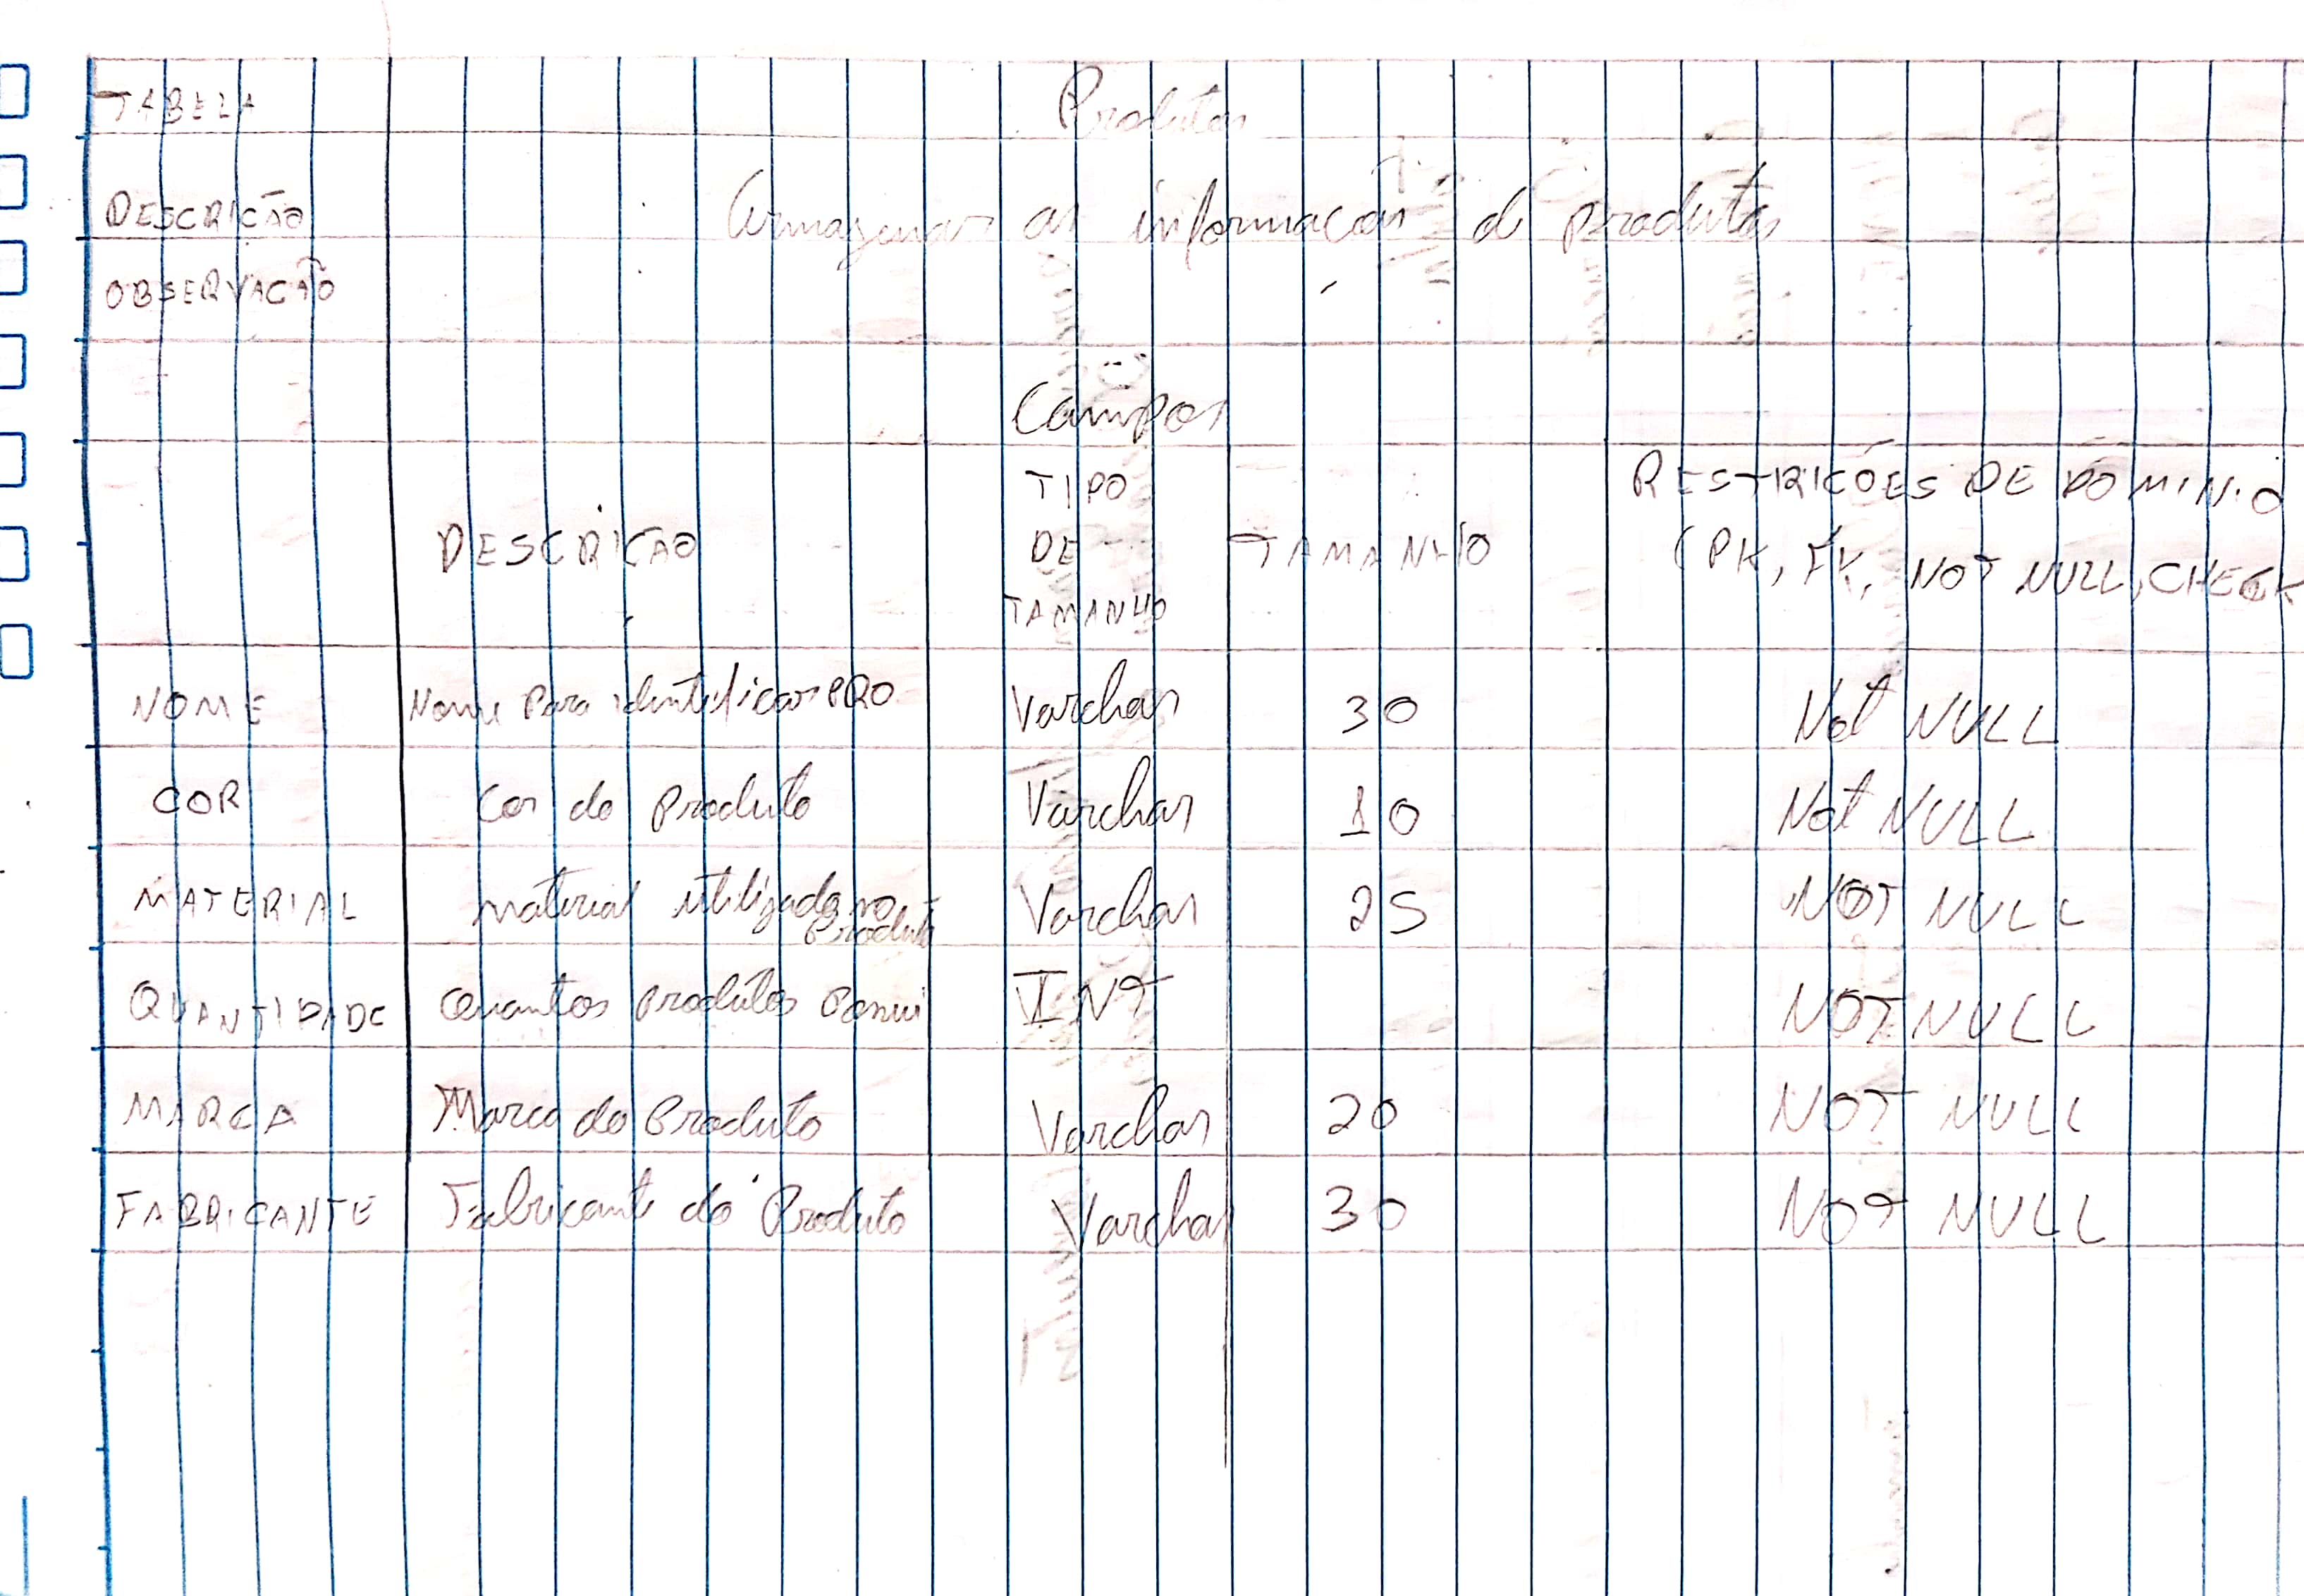 TABELA Produtos
DESCRIÇÃO Armazenar as informações de produtos
OBSERVAÇÃO
Campos
DESCRIÇÃO TIPO DE TAMANHO TAMANHO RESTRIÇÕES DE DOMINIO (PK, FK, NOT NULL, CHECK
NOME Nome para identificar PRO Varchar 30 Not NULL
COR Cor do Produto Varchar 10 Not NULL
MATERIAL material utilizado no Produto Varchar 25 NOT NULL
QUANTIDADE Quantos Produtos Possui INT NOT NULL
MARCA Marca do Produto Varchar 20 NOT NULL
FABRICANTE Fabricante do Produto Varchar 30 NOT NULL